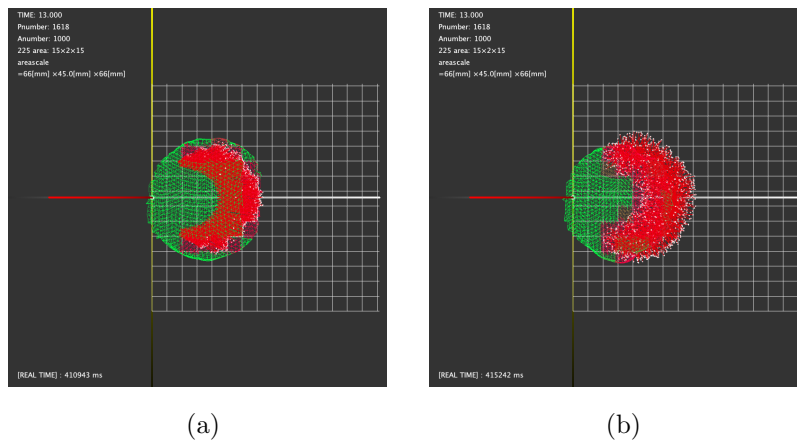 TIME: 13.000
Pnumber: 1618
Anumber: 1000
225 area: 15×2×15
areascale
=66[mm] ×45.0[mm] ×66[mm]
[REAL TIME] : 410943 ms
(a)
TIME: 13.000
Pnumber: 1618
Anumber: 1000
225 area: 15×2×15
areascale
=66[mm] ×45.0[mm] ×66[mm]
[REAL TIME] : 415242 ms
(b)